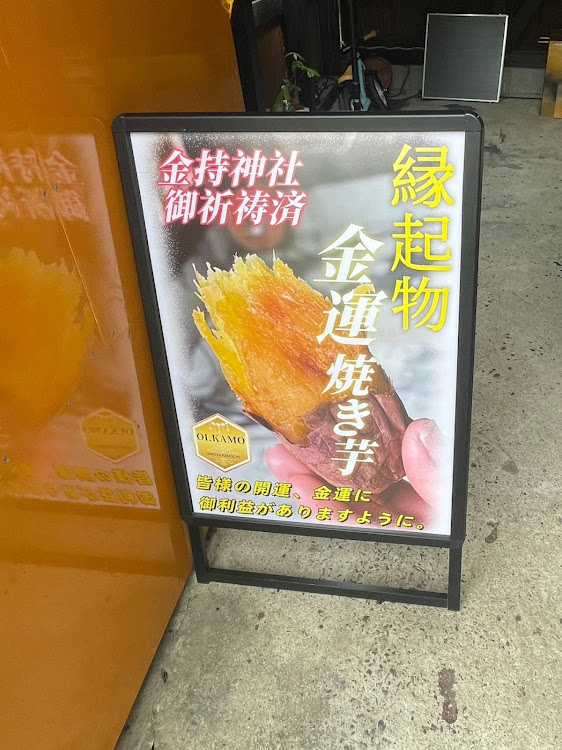 縁起物
金持神社
御祈祷済
金運焼き芋
OLKAMO
皆様の開運、金運に
御利益がありますように。